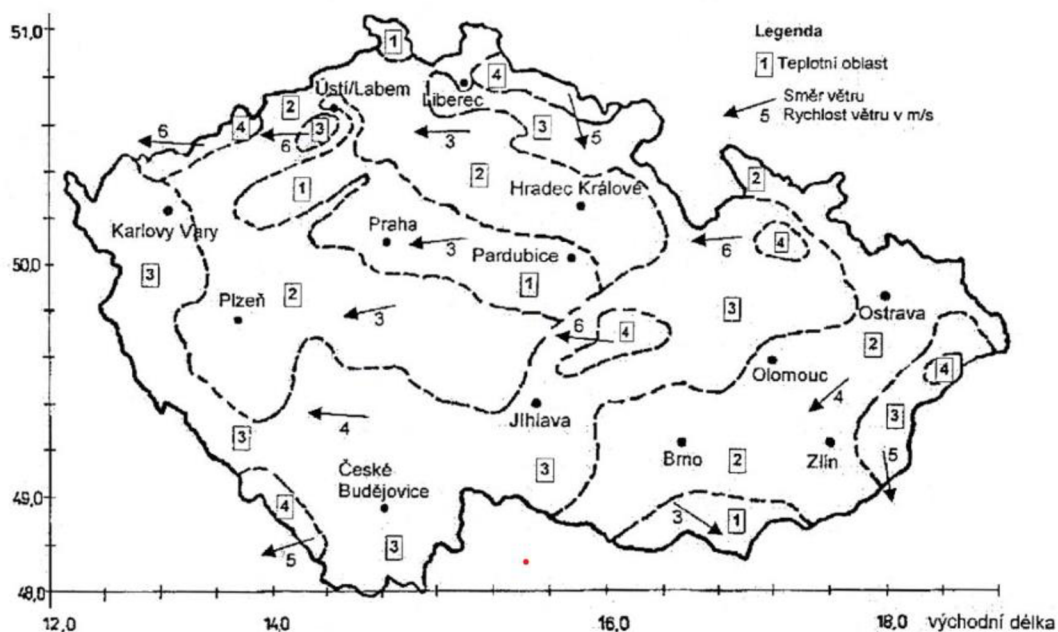 51,0
Legenda
1 Teplotní oblast
Směr větru
5 Rychlost větru v m/s
1
4
Ústí/Labem
Liberec
2
4
3
3
6
6
3
5
2
2
1
Hradec Králové
Karlovy Vary
Praha
3
6
4
Pardubice
50,0
3
1
2
3
Plzeň
3
6
4
Ostrava
2
4
Olomouc
Jihlava
4
4
3
3
3
Brno
2
Zlín
5
České
Budějovice
49,0
4
3
1
5
3
48,0
12,0
14,0
16,0
18,0
východní délka